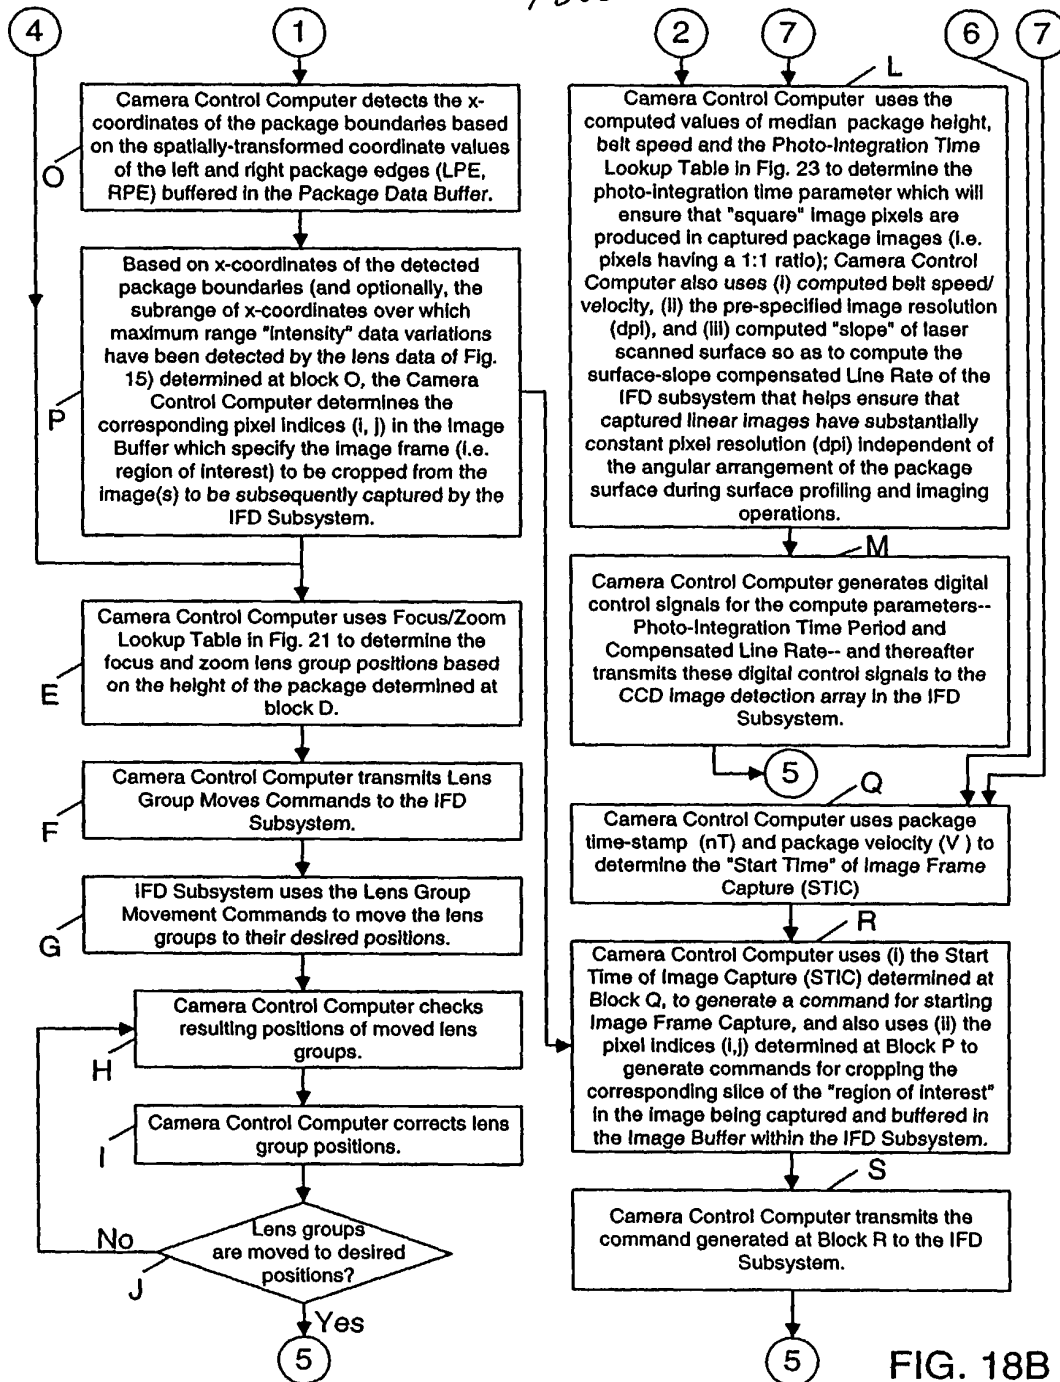 4
1
2
7
6
7
Camera Control Computer detects the x-
coordinates of the package boundaries based
on the spatially-transformed coordinate values
of the left and right package edges (LPE,
RPE) buffered in the Package Data Buffer.
O
Based on x-coordinates of the detected
package boundaries (and optionally, the
subrange of x-coordinates over which
maximum range "intensity" data variations
have been detected by the lens data of Fig.
15) determined at block O, the Camera
Control Computer determines the
corresponding pixel indices (i, j) in the Image
Buffer which specify the image frame (i.e.
region of interest) to be cropped from the
image(s) to be subsequently captured by the
IFD Subsystem.
P
Camera Control Computer uses Focus/Zoom
Lookup Table in Fig. 21 to determine the
focus and zoom lens group positions based
on the height of the package determined at
block D.
E
Camera Control Computer transmits Lens
Group Moves Commands to the IFD
Subsystem.
F
IFD Subsystem uses the Lens Group
Movement Commands to move the lens
groups to their desired positions.
G
Camera Control Computer checks
resulting positions of moved lens
groups.
H
Camera Control Computer corrects lens
group positions.
I
Lens groups
are moved to desired
positions?
No
J
Yes
5
L
Camera Control Computer uses the
computed values of median package height,
belt speed and the Photo-Integration Time
Lookup Table in Fig. 23 to determine the
photo-integration time parameter which will
ensure that "square" image pixels are
produced in captured package images (i.e.
pixels having a 1:1 ratio); Camera Control
Computer also uses (i) computed belt speed/
velocity, (ii) the pre-specified image resolution
(dpi), and (iii) computed "slope" of laser
scanned surface so as to compute the
surface-slope compensated Line Rate of the
IFD subsystem that helps ensure that
captured linear images have substantially
constant pixel resolution (dpi) independent of
the angular arrangement of the package
surface during surface profiling and imaging
operations.
M
Camera Control Computer generates digital
control signals for the compute parameters--
Photo-Integration Time Period and
Compensated Line Rate-- and thereafter
transmits these digital control signals to the
CCD image detection array in the IFD
Subsystem.
5
Q
Camera Control Computer uses package
time-stamp (nT) and package velocity (V ) to
determine the "Start Time" of Image Frame
Capture (STIC)
R
Camera Control Computer uses (i) the Start
Time of Image Capture (STIC) determined at
Block Q, to generate a command for starting
Image Frame Capture, and also uses (ii) the
pixel indices (i,j) determined at Block P to
generate commands for cropping the
corresponding slice of the "region of interest"
in the image being captured and buffered in
the Image Buffer within the IFD Subsystem.
S
Camera Control Computer transmits the
command generated at Block R to the IFD
Subsystem.
5
FIG. 18B